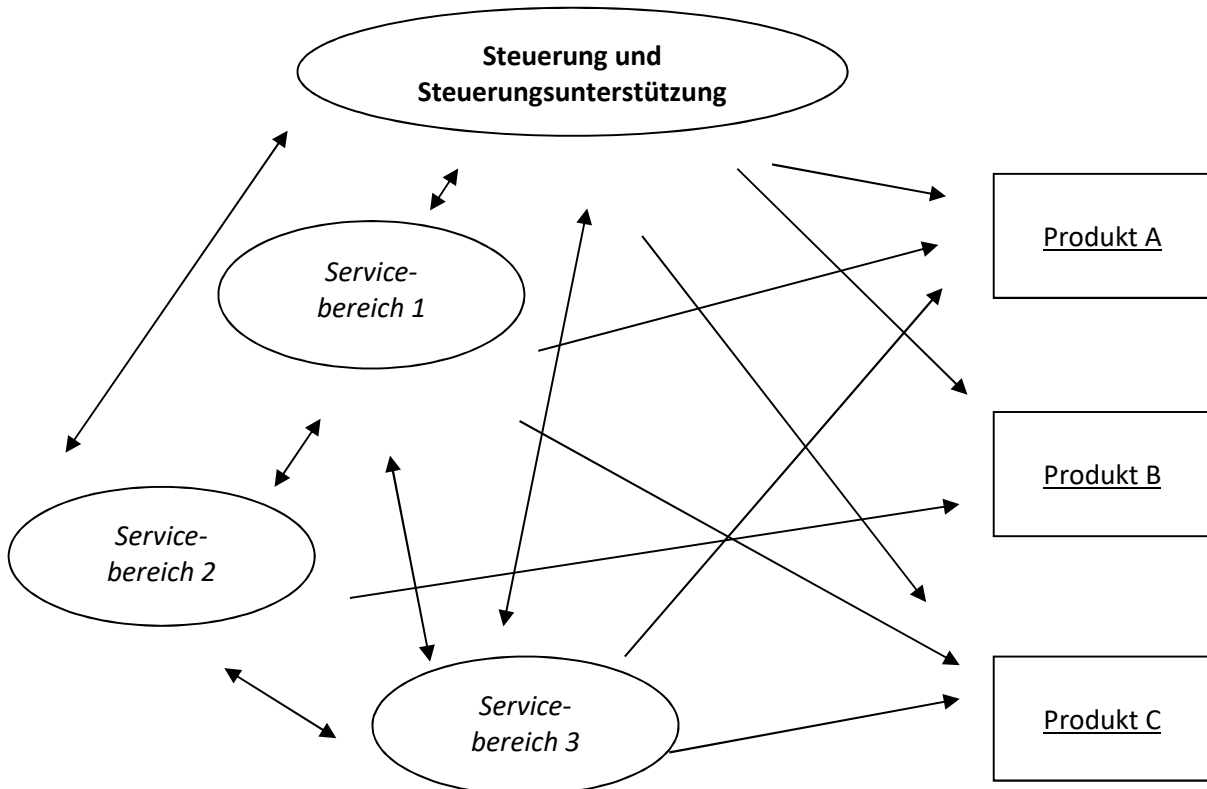 Steuerung und
Steuerungsunterstützung
Produkt A
Service-
bereich 1
Produkt B
Service-
bereich 2
Service-
bereich 3
Produkt C